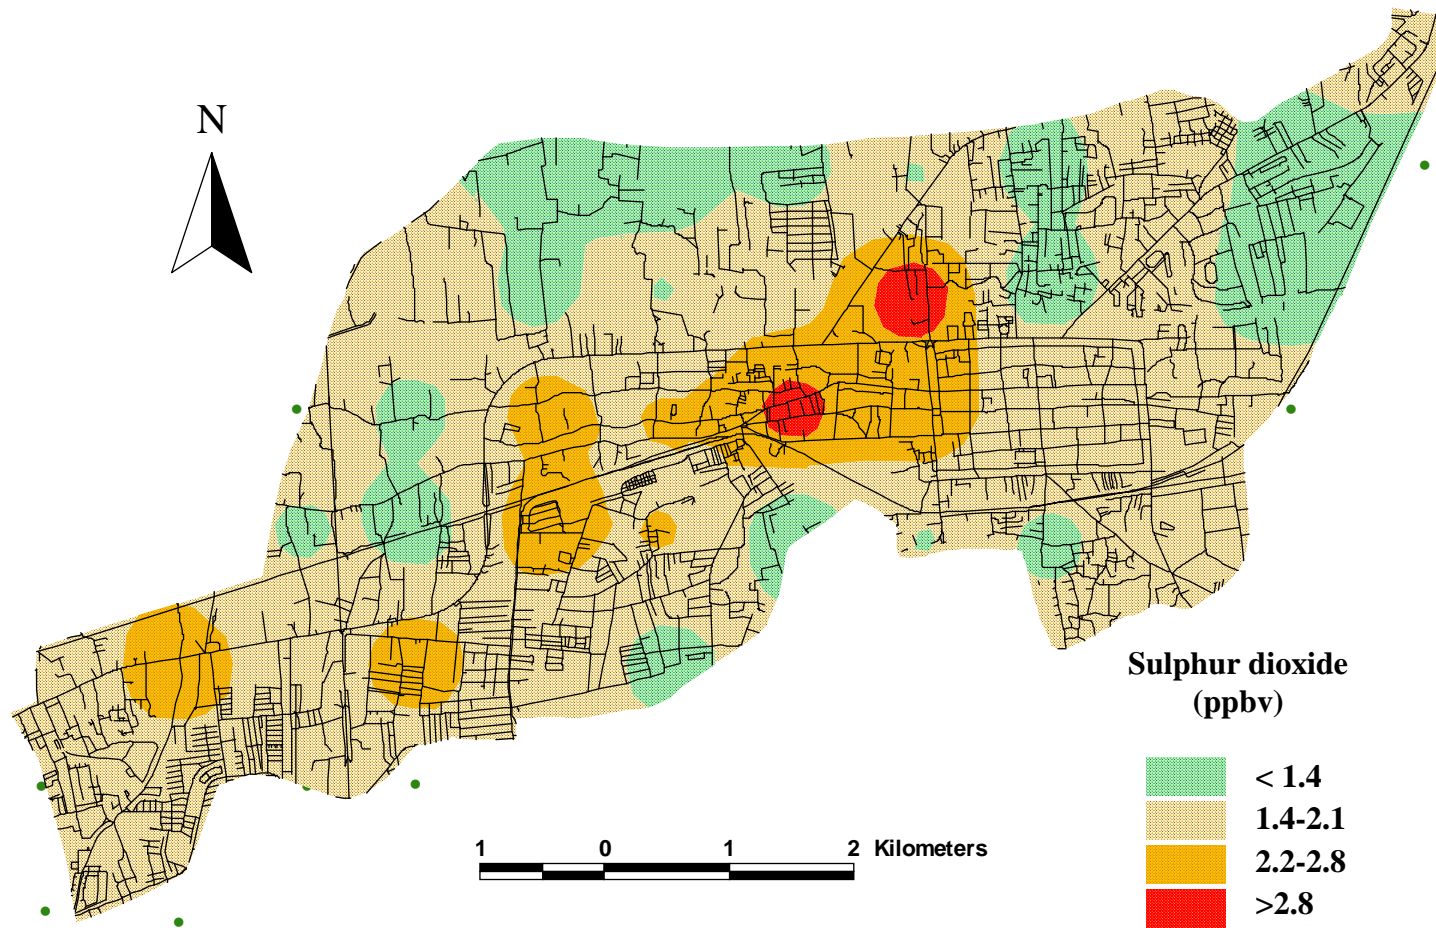 N
Sulphur dioxide
(ppbv)
< 1.4
1.4-2.1
2.2-2.8
>2.8
1 0 1 2 Kilometers